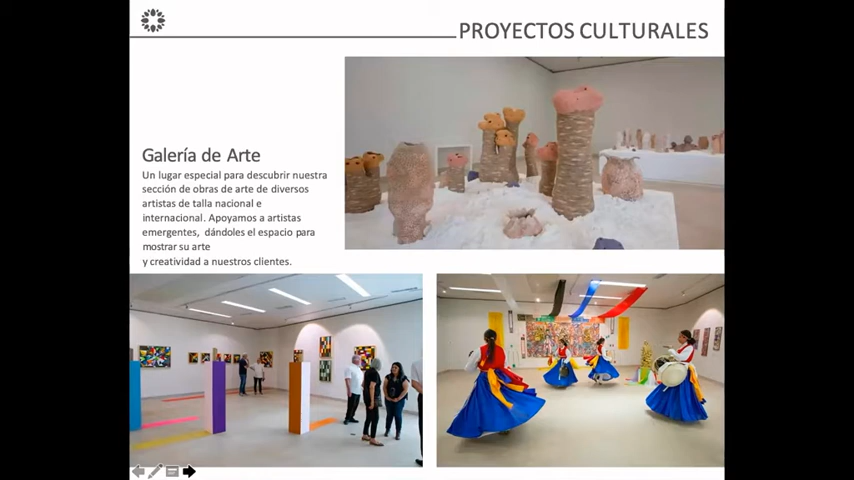 PROYECTOS CULTURALES
Galería de Arte
Un lugar especial para descubrir nuestra
sección de obras de arte de diversos
artistas de talla nacional e
internacional. Apoyamos a artistas
emergentes, dándoles el espacio para
mostrar su arte
y creatividad a nuestros clientes.